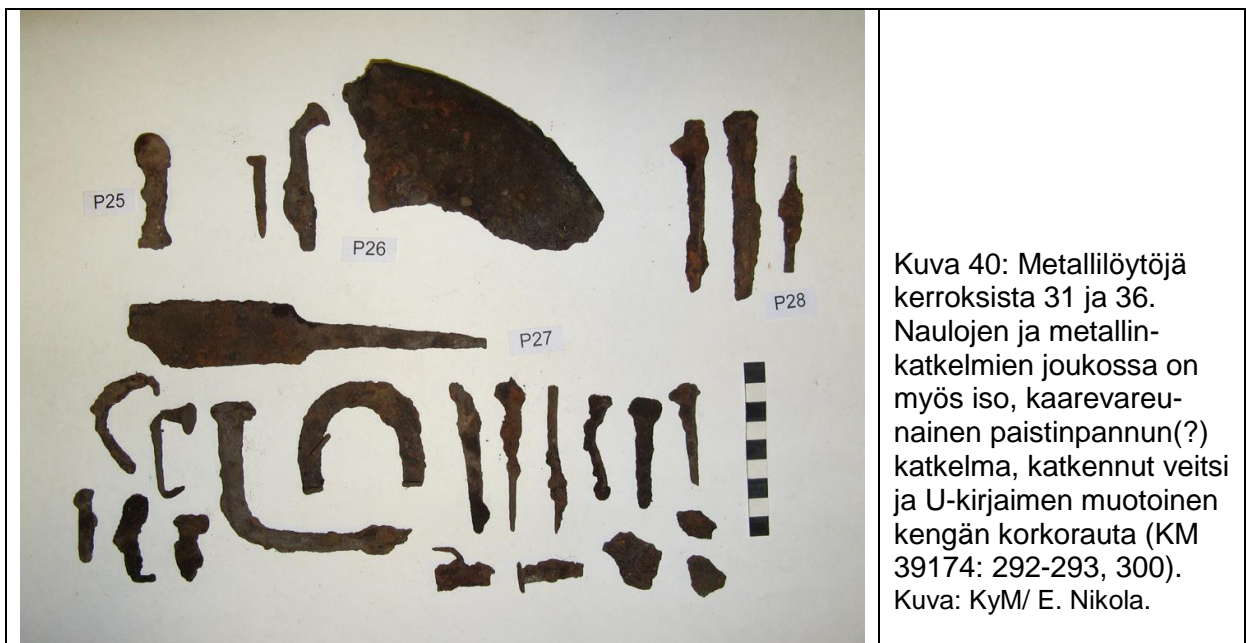 P25
P26
P28
P27
Kuva 40: Metallilöytöjä
kerroksista 31 ja 36.
Naulojen ja metallin-
katkelmien joukossa on
myös iso, kaarevareu-
nainen paistinpannun(?)
katkelma, katkennut veitsi
ja U-kirjaimen muotoinen
kengän korkorauta (KM
39174: 292-293, 300).
Kuva: KyM/ E. Nikola.